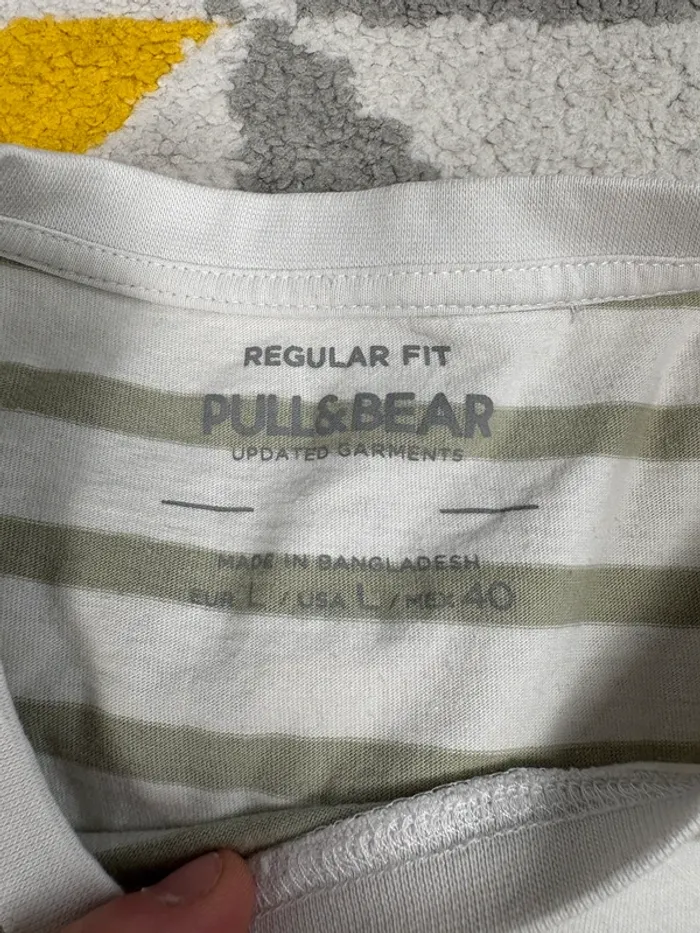 REGULAR FIT
PULL&BEAR
UPDATED GARMENTS
MADE IN BANGLADESH
EUR L / USA L / MEX 40